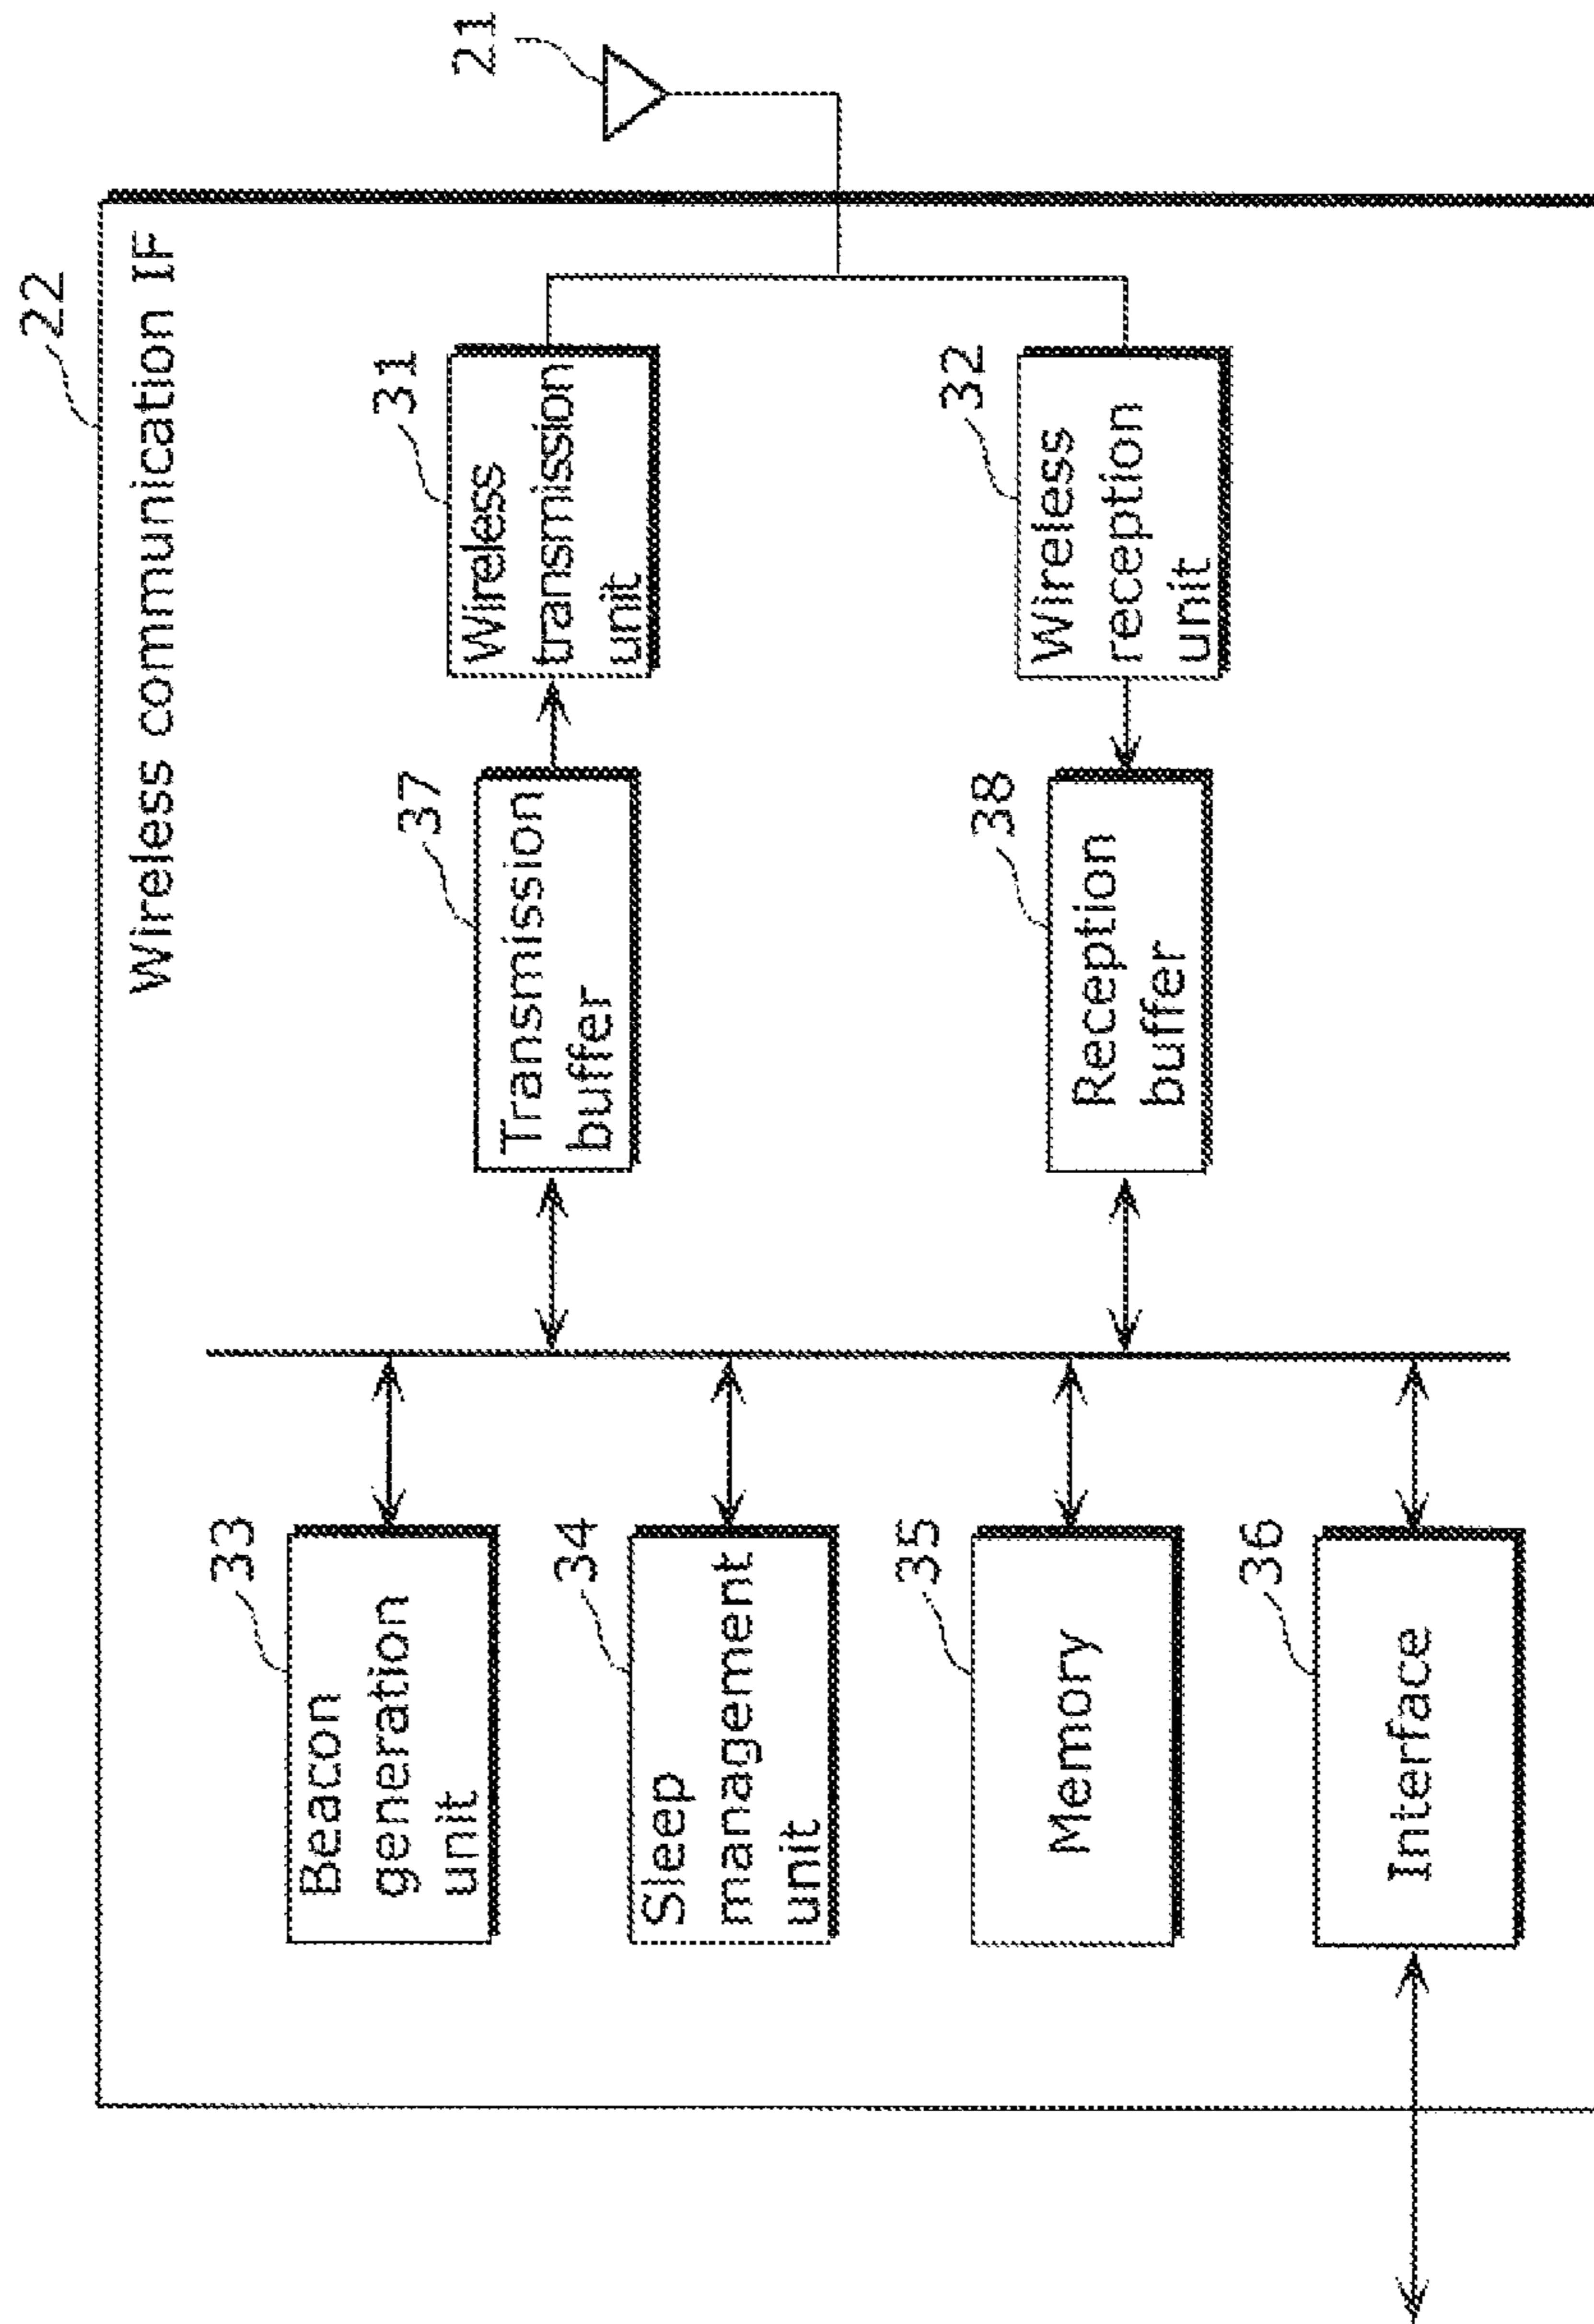 22
Wireless communication IF
21
33
Beacon
generation
unit
37
Transmission
buffer
31
Wireless
transmission
unit
34
Sleep
management
unit
35
Memory
38
Reception
buffer
32
Wireless
reception
unit
36
Interface